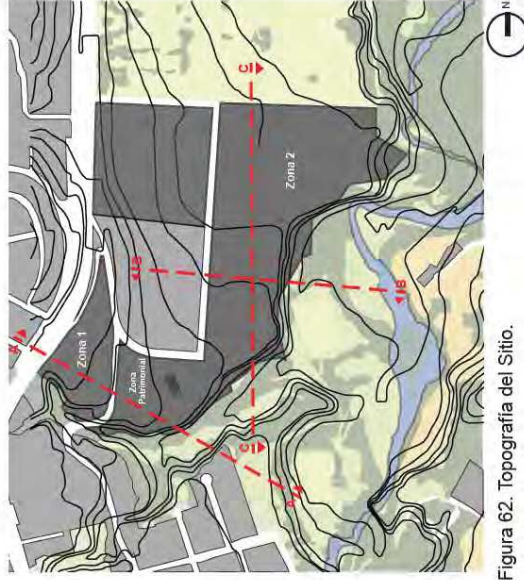 A
Zona 1
Zona
Patrimonial
B
C
Zona 2
C
B
A
N
Figura 62. Topografía del Sitio.